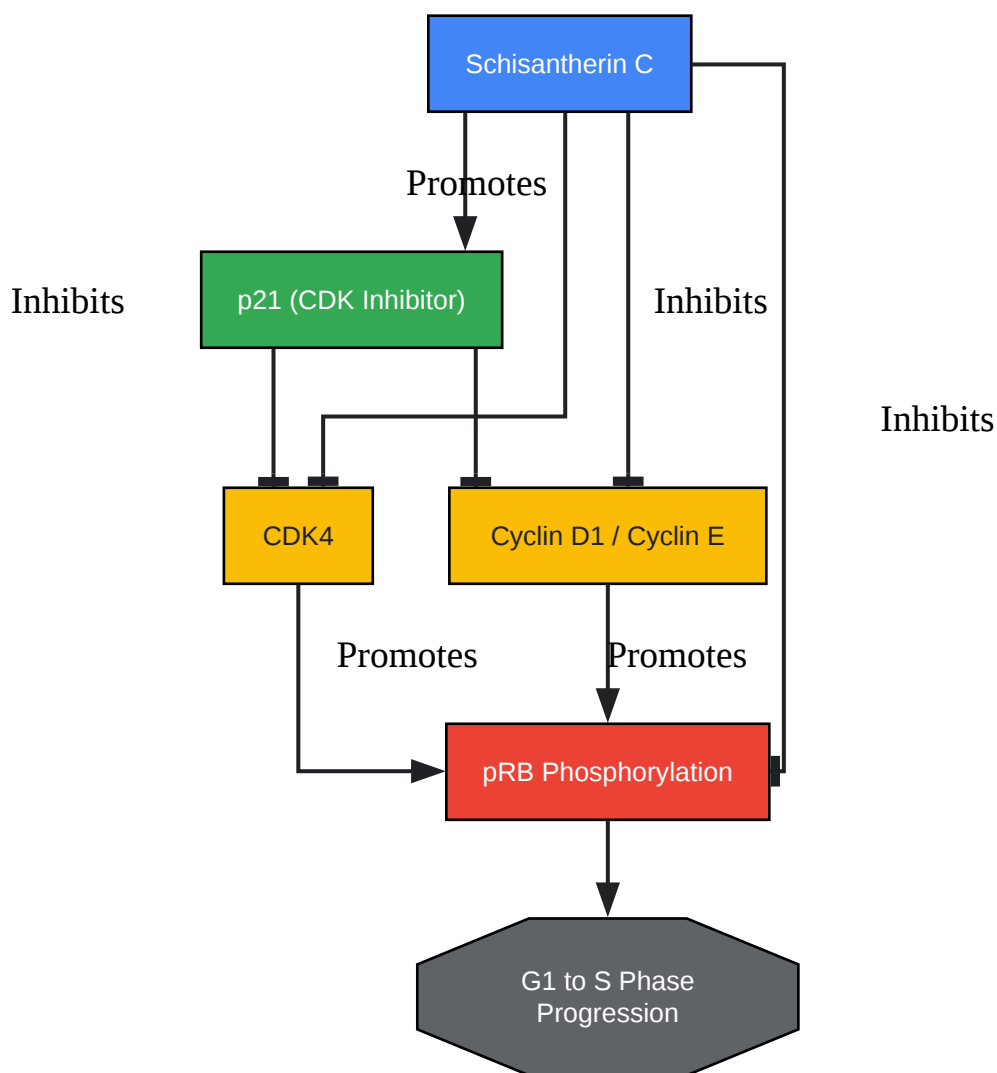 Schisantherin C
Promotes
p21 (CDK Inhibitor)
Inhibits
Inhibits
Inhibits
CDK4
Cyclin D1 / Cyclin E
Promotes
Promotes
pRB Phosphorylation
G1 to S Phase
Progression